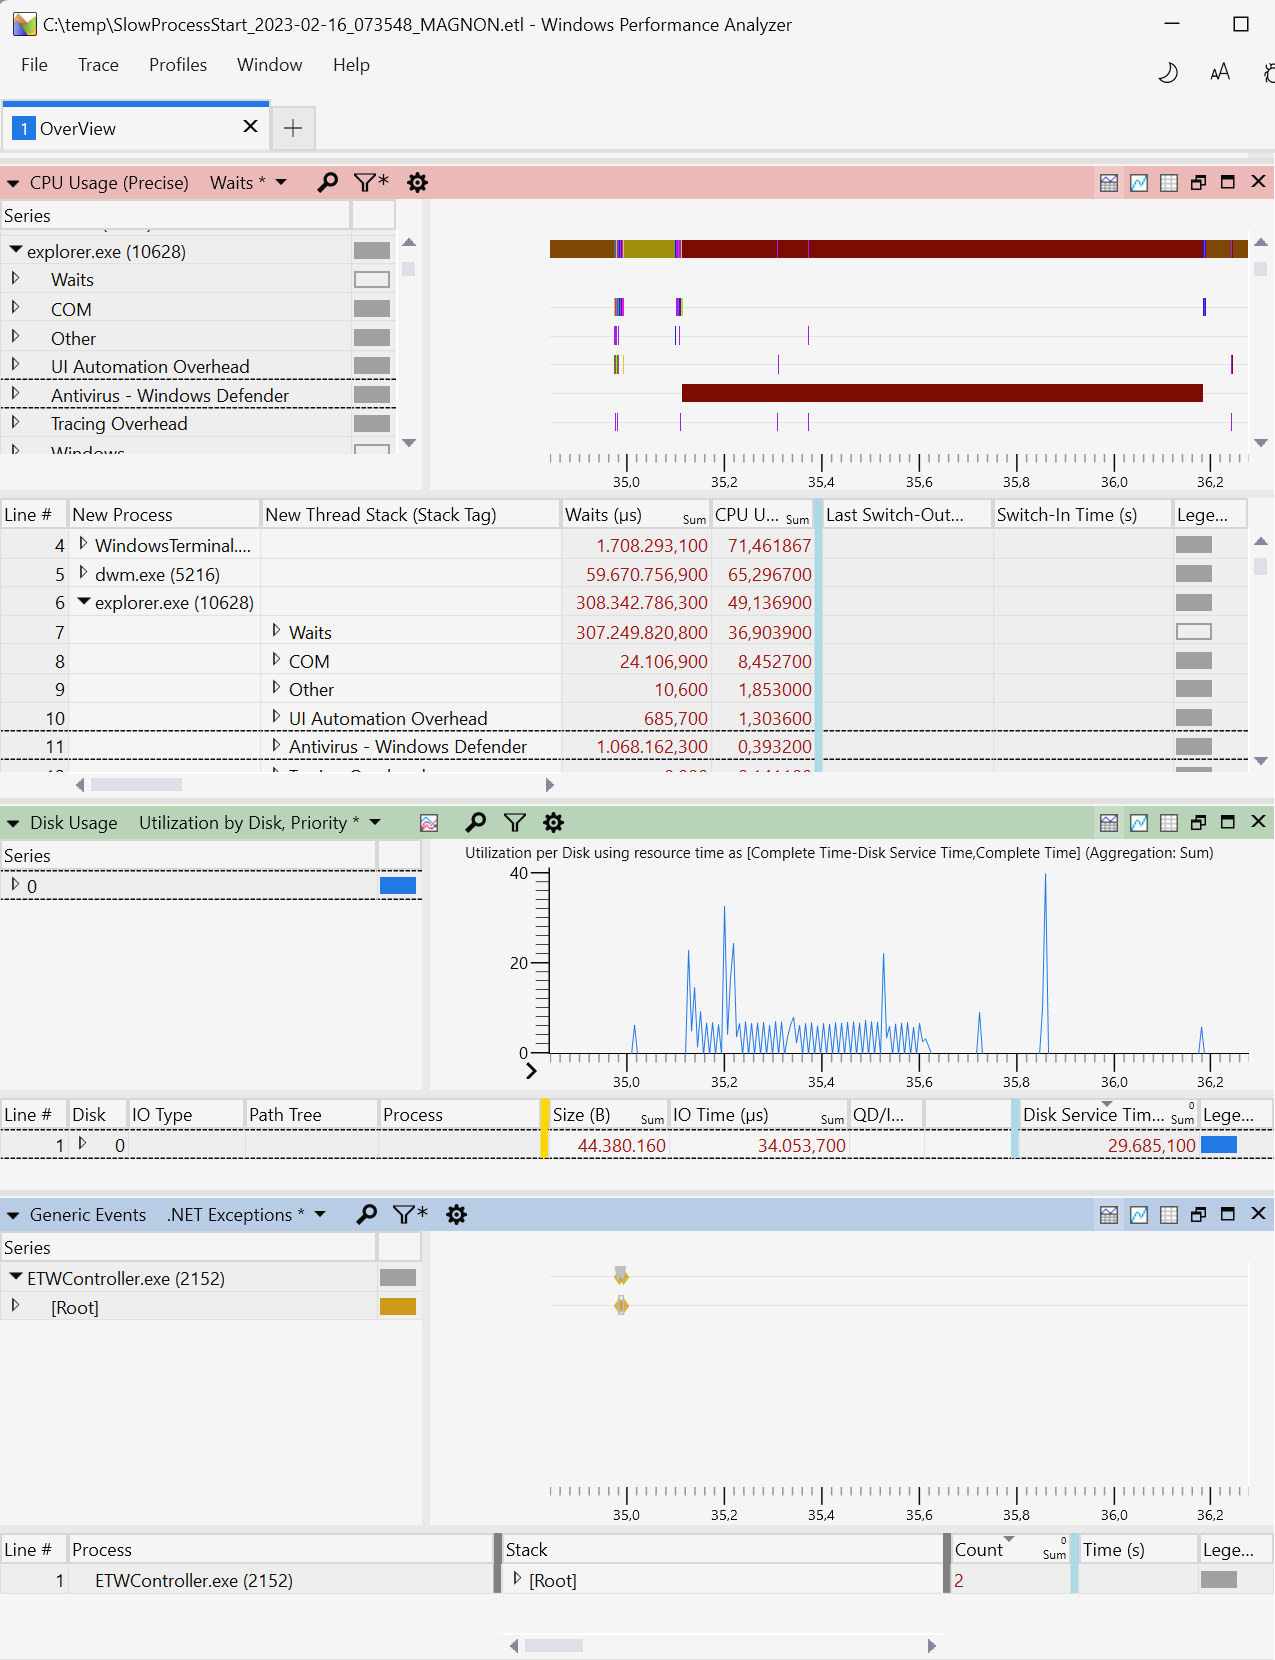 C:\temp\SlowProcessStart_2023-02-16_073548_MAGNON.etl - Windows Performance Analyzer
File Trace Profiles Window Help
AA
1 OverView
CPU Usage (Precise) Waits *
Series
explorer.exe (10628)
Waits
COM
Other
UI Automation Overhead
Antivirus - Windows Defender
Tracing Overhead
Windows
35,0 35,2 35,4 35,6 35,8 36,0 36,2
Line # New Process New Thread Stack (Stack Tag) Waits (µs) Sum CPU U... Sum Last Switch-Out... Switch-In Time (s) Lege...
4 WindowsTerminal.... 1.708.293,100 71,461867
5 dwm.exe (5216) 59.670.756,900 65,296700
6 explorer.exe (10628) 308.342.786,300 49,136900
7 Waits 307.249.820,800 36,903900
8 COM 24.106,900 8,452700
9 Other 10,600 1,853000
10 UI Automation Overhead 685,700 1,303600
11 Antivirus - Windows Defender 1.068.162,300 0,393200
Disk Usage Utilization by Disk, Priority *
Series
0
Utilization per Disk using resource time as [Complete Time-Disk Service Time,Complete Time] (Aggregation: Sum)
40
20
0
35,0 35,2 35,4 35,6 35,8 36,0 36,2
Line # Disk IO Type Path Tree Process Size (B) Sum IO Time (µs) Sum QD/I... Disk Service Tim... 0 Sum Lege...
1 0 44.380.160 34.053,700 29.685,100
Generic Events .NET Exceptions *
Series
ETWController.exe (2152)
[Root]
35,0 35,2 35,4 35,6 35,8 36,0 36,2
Line # Process Stack Count 0 Sum Time (s) Lege...
1 ETWController.exe (2152) [Root] 2